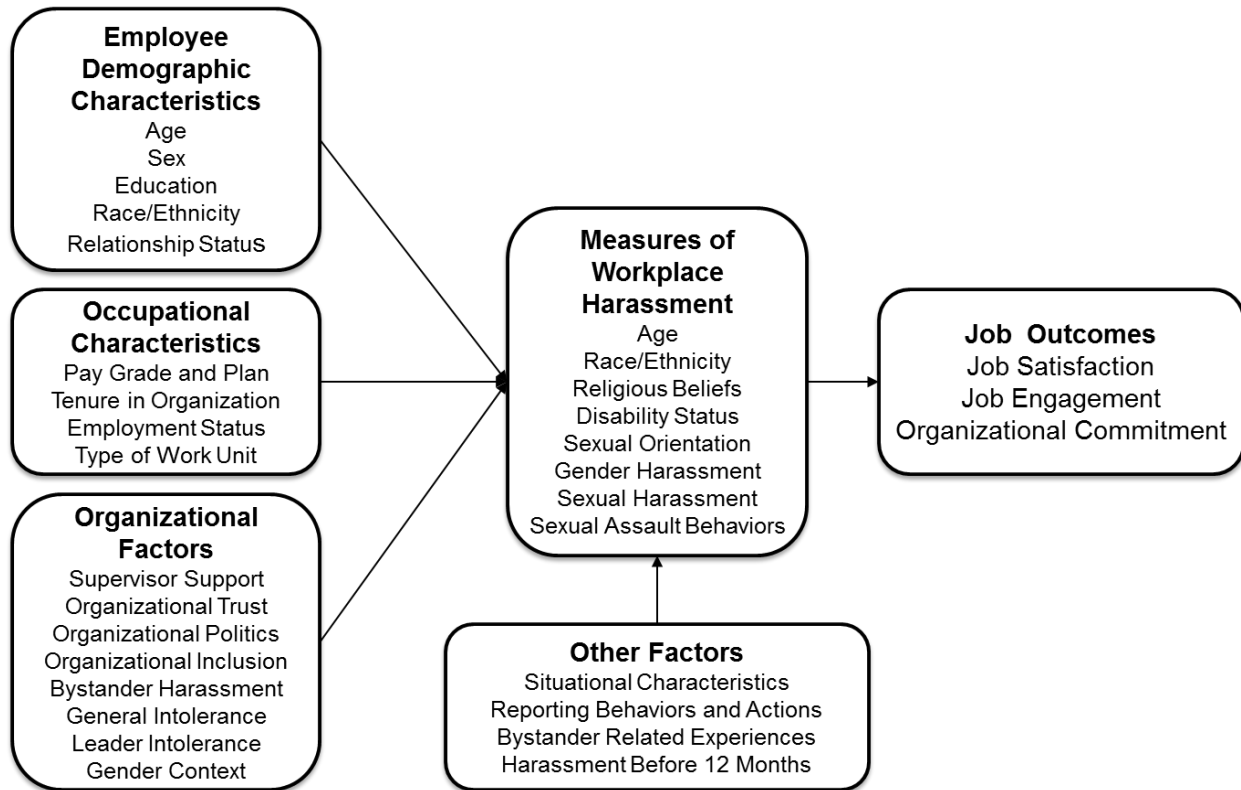 Employee
Demographic
Characteristics
Age
Sex
Education
Race/Ethnicity
Relationship Status
Occupational
Characteristics
Pay Grade and Plan
Tenure in Organization
Employment Status
Type of Work Unit
Organizational
Factors
Supervisor Support
Organizational Trust
Organizational Politics
Organizational Inclusion
Bystander Harassment
General Intolerance
Leader Intolerance
Gender Context
Measures of
Workplace
Harassment
Age
Race/Ethnicity
Religious Beliefs
Disability Status
Sexual Orientation
Gender Harassment
Sexual Harassment
Sexual Assault Behaviors
Other Factors
Situational Characteristics
Reporting Behaviors and Actions
Bystander Related Experiences
Harassment Before 12 Months
Job Outcomes
Job Satisfaction
Job Engagement
Organizational Commitment